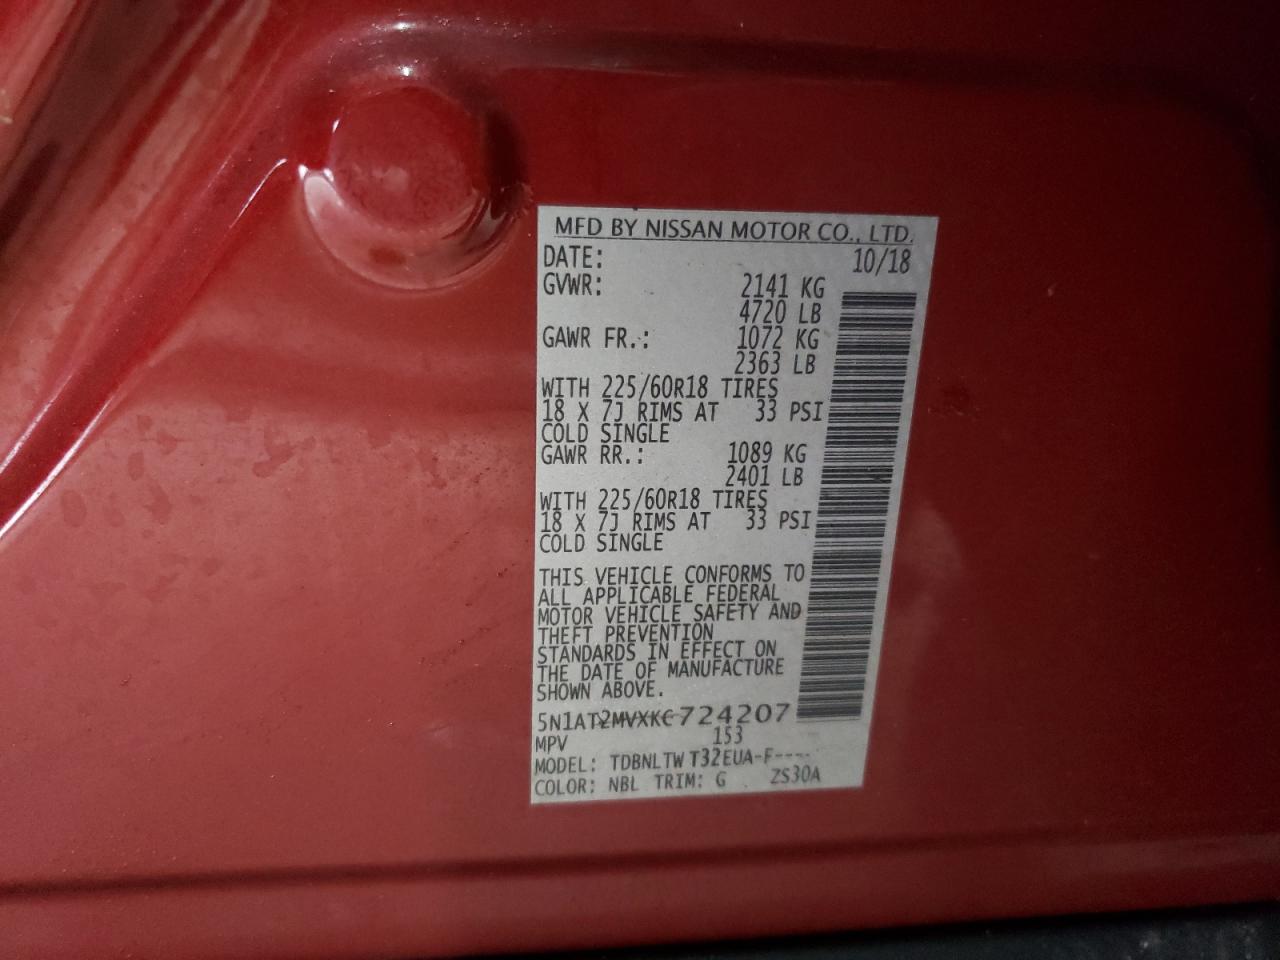 MFD BY NISSAN MOTOR CO., LTD.
DATE: 10/18
GVWR: 2141 KG
4720 LB
GAWR FR.: 1072 KG
2363 LB
WITH 225/60R18 TIRES
18 X 7J RIMS AT 33 PSI
COLD SINGLE
GAWR RR.: 1089 KG
2401 LB
WITH 225/60R18 TIRES
18 X 7J RIMS AT 33 PSI
COLD SINGLE
THIS VEHICLE CONFORMS TO
ALL APPLICABLE FEDERAL
MOTOR VEHICLE SAFETY AND
THEFT PREVENTION
STANDARDS IN EFFECT ON
THE DATE OF MANUFACTURE
SHOWN ABOVE.
5N1AT2MVXKC724207
MPV 153
MODEL: TDBNLTW T32EUA-F----
COLOR: NBL TRIM: G ZS30A